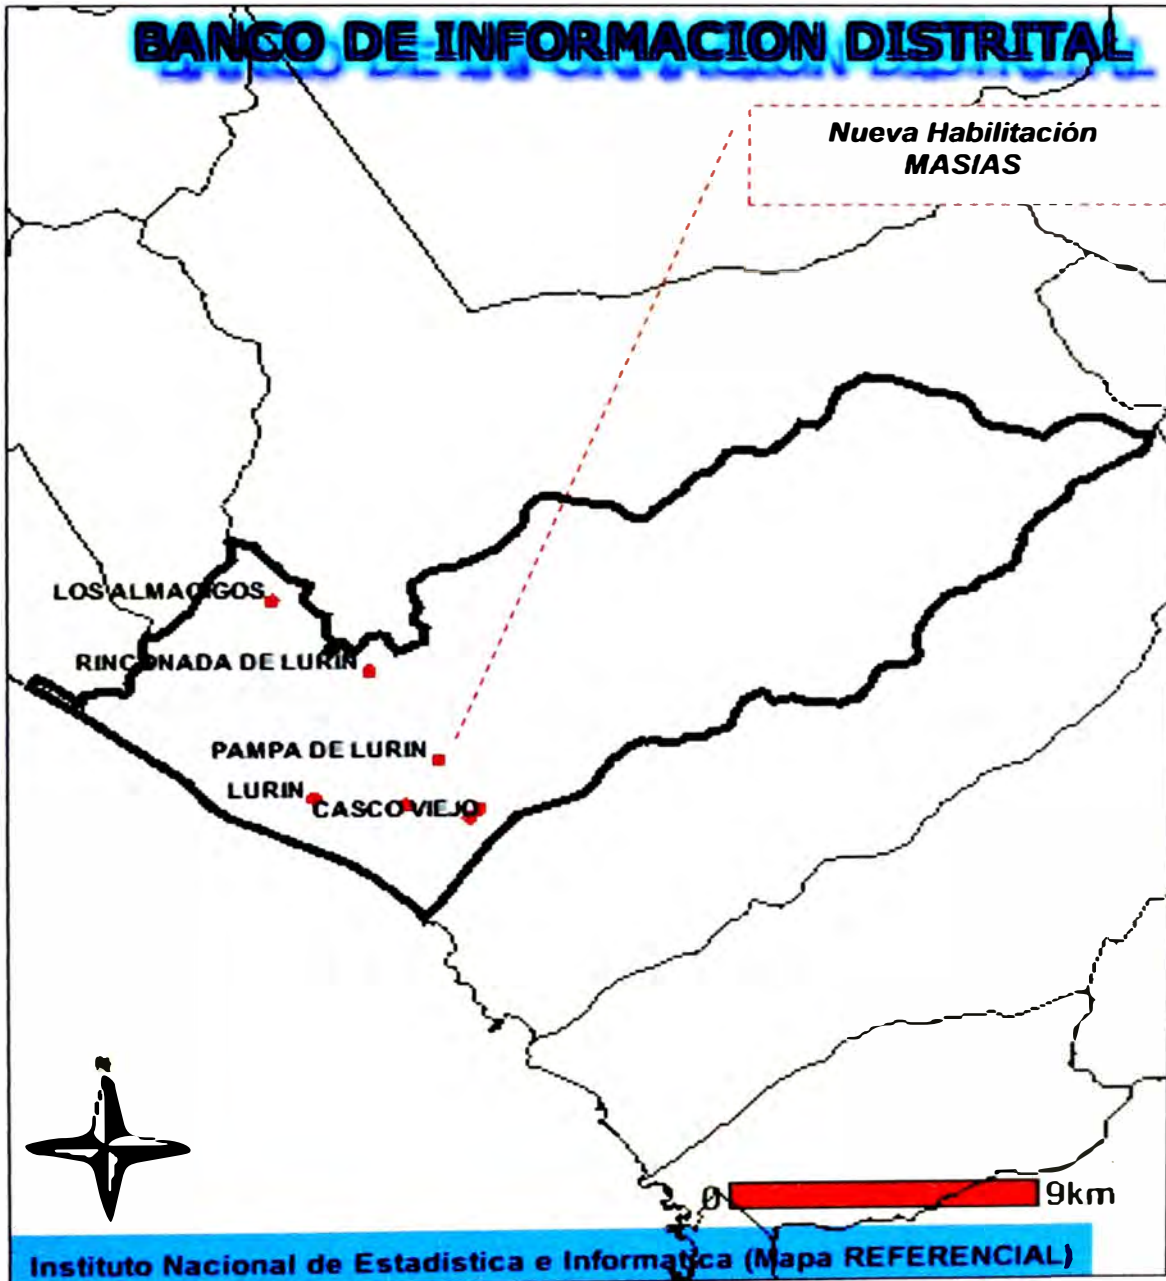 BANCO DE INFORMACION DISTRITAL
Nueva Habilitación
MASIAS
LOS ALMACIGOS
RINCONADA DE LURIN
PAMPA DE LURIN
LURIN
CASCO VIEJO
N
0
9km
Instituto Nacional de Estadistica e Informatica (Mapa REFERENCIAL)